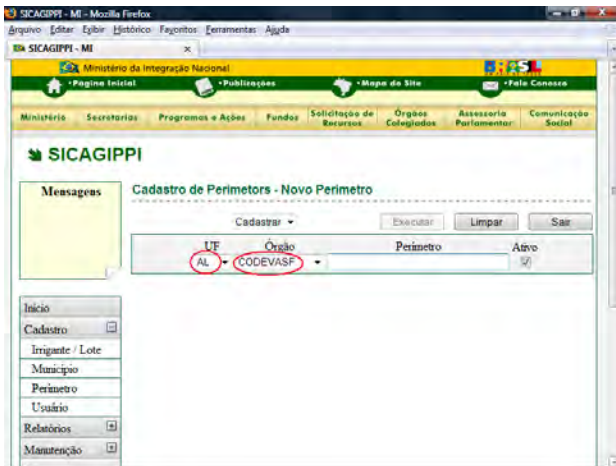 SICAGIPPI - MI - Mozilla Firefox
Arquivo Editar Exibir Histórico Favoritos Ferramentas Ajuda
SICAGIPPI - MI
Ministério da Integração Nacional
•Pagina Inicial •Publicações •Mapa do Site •Fale Conosco
Ministério Secretarias Programas e Ações Fundos Solicitação de Recursos Órgãos Colegiados Assessoria Parlamentar Comunicação Social
SICAGIPPI
Mensagens
Cadastro de Perimetors - Novo Perimetro
Cadastrar Executar Limpar Sair
UF Órgão Perimetro Ativo
AL CODEVASF
Inicio
Cadastro
Irrigante / Lote
Município
Perimetro
Usuário
Relatórios
Manutenção